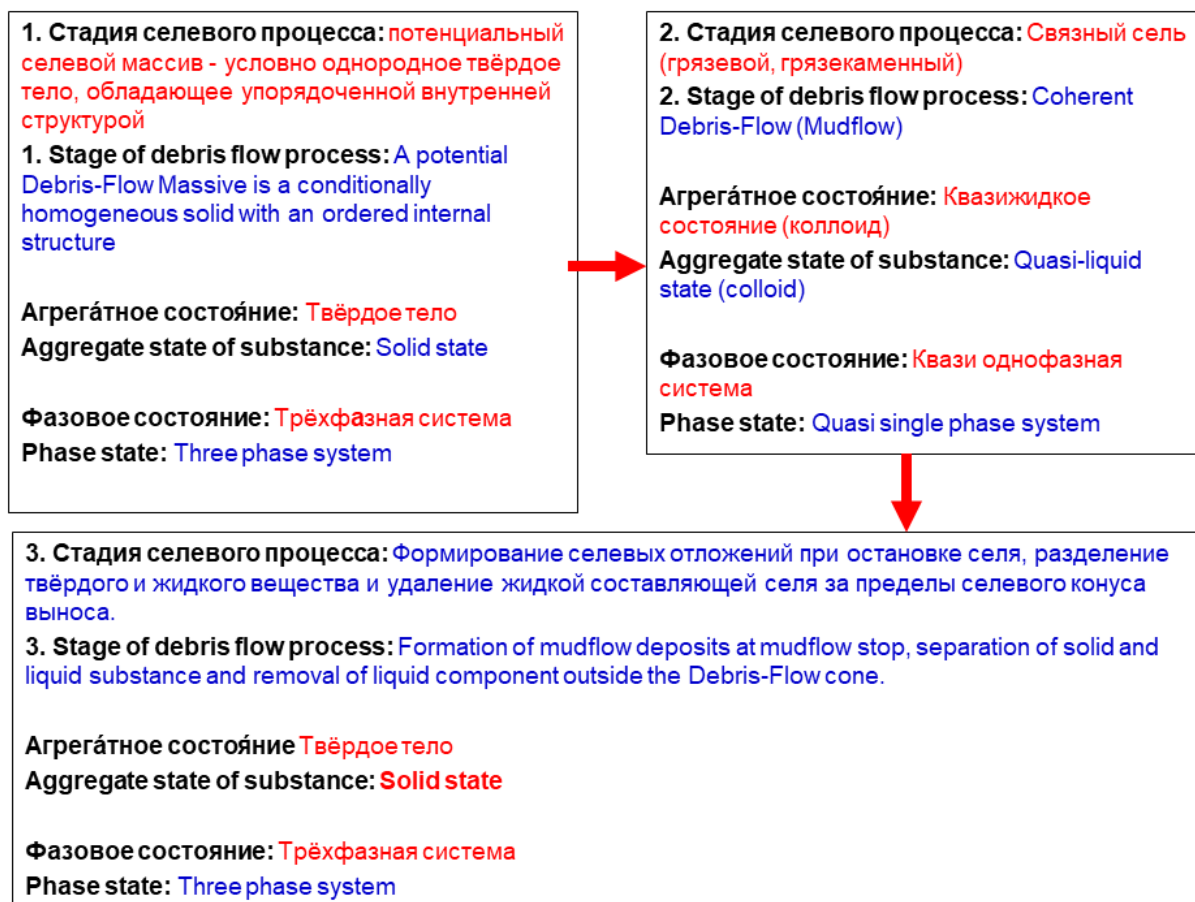 1. Стадия селевого процесса: потенциальный
селевой массив - условно однородное твёрдое
тело, обладающее упорядоченной внутренней
структурой
1. Stage of debris flow process: A potential
Debris-Flow Massive is a conditionally
homogeneous solid with an ordered internal
structure
Агрега́тное состоя́ние: Твёрдое тело
Aggregate state of substance: Solid state
Фазовое состояние: Трёхфазная система
Phase state: Three phase system
2. Стадия селевого процесса: Связный сель
(грязевой, грязекаменный)
2. Stage of debris flow process: Coherent
Debris-Flow (Mudflow)
Агрега́тное состоя́ние: Квазижидкое
состояние (коллоид)
Aggregate state of substance: Quasi-liquid
state (colloid)
Фазовое состояние: Квази однофазная
система
Phase state: Quasi single phase system
3. Стадия селевого процесса: Формирование селевых отложений при остановке селя, разделение
твёрдого и жидкого вещества и удаление жидкой составляющей селя за пределы селевого конуса
выноса.
3. Stage of debris flow process: Formation of mudflow deposits at mudflow stop, separation of solid and
liquid substance and removal of liquid component outside the Debris-Flow cone.
Агрега́тное состоя́ние Твёрдое тело
Aggregate state of substance: Solid state
Фазовое состояние: Трёхфазная система
Phase state: Three phase system